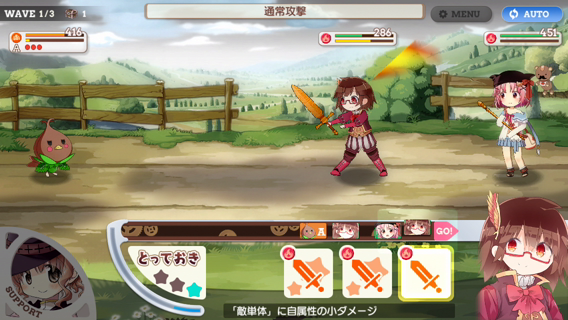 WAVE 1/3 1
通常攻撃
MENU
AUTO
416
A
286
451
A
GO!
とっておき
SUPPORT
「敵単体」に自属性の小ダメージ